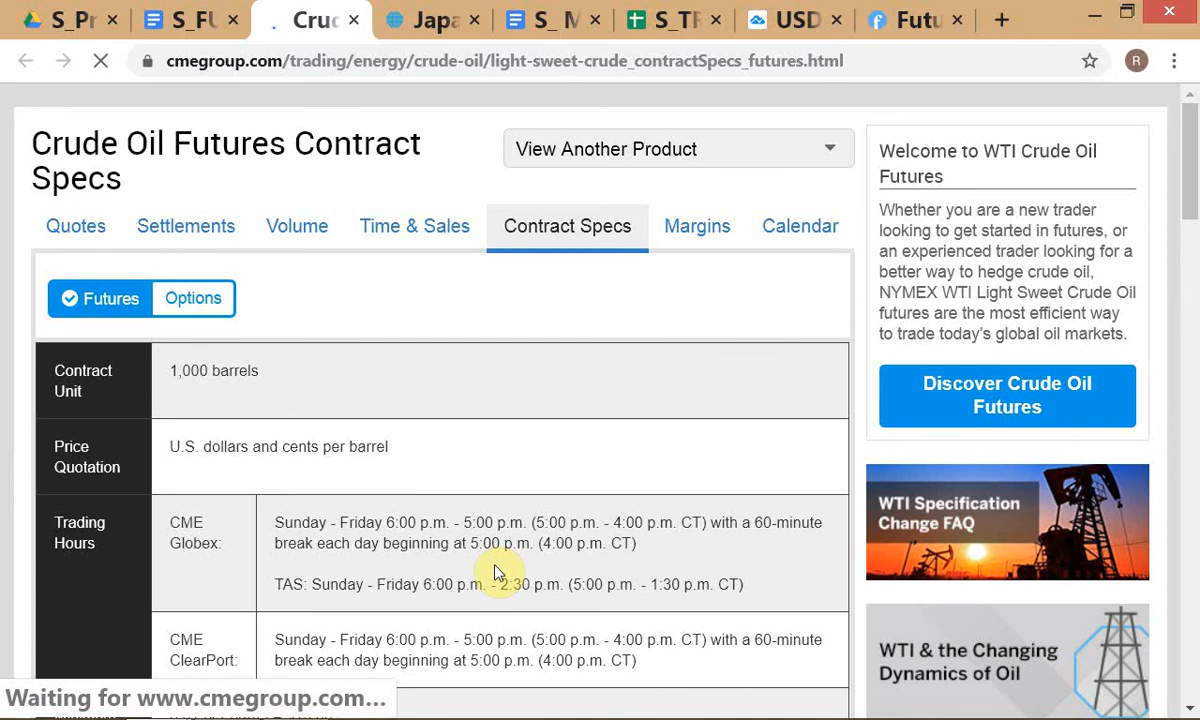 S_Pr S_FU Cruc Japa S_ M S_TR USD Futu
cmegroup.com/trading/energy/crude-oil/light-sweet-crude_contractSpecs_futures.html
R
Crude Oil Futures Contract
Specs
View Another Product
Quotes Settlements Volume Time & Sales Contract Specs Margins Calendar
Futures Options
Contract
Unit
1,000 barrels
Price
Quotation
U.S. dollars and cents per barrel
Trading
Hours
CME
Globex:
Sunday - Friday 6:00 p.m. - 5:00 p.m. (5:00 p.m. - 4:00 p.m. CT) with a 60-minute
break each day beginning at 5:00 p.m. (4:00 p.m. CT)
TAS: Sunday - Friday 6:00 p.m. - 2:30 p.m. (5:00 p.m. - 1:30 p.m. CT)
CME
ClearPort:
Sunday - Friday 6:00 p.m. - 5:00 p.m. (5:00 p.m. - 4:00 p.m. CT) with a 60-minute
break each day beginning at 5:00 p.m. (4:00 p.m. CT)
Welcome to WTI Crude Oil
Futures
Whether you are a new trader
looking to get started in futures, or
an experienced trader looking for a
better way to hedge crude oil,
NYMEX WTI Light Sweet Crude Oil
futures are the most efficient way
to trade today's global oil markets.
Discover Crude Oil
Futures
WTI Specification
Change FAQ
WTI & the Changing
Dynamics of Oil
Waiting for www.cmegroup.com...